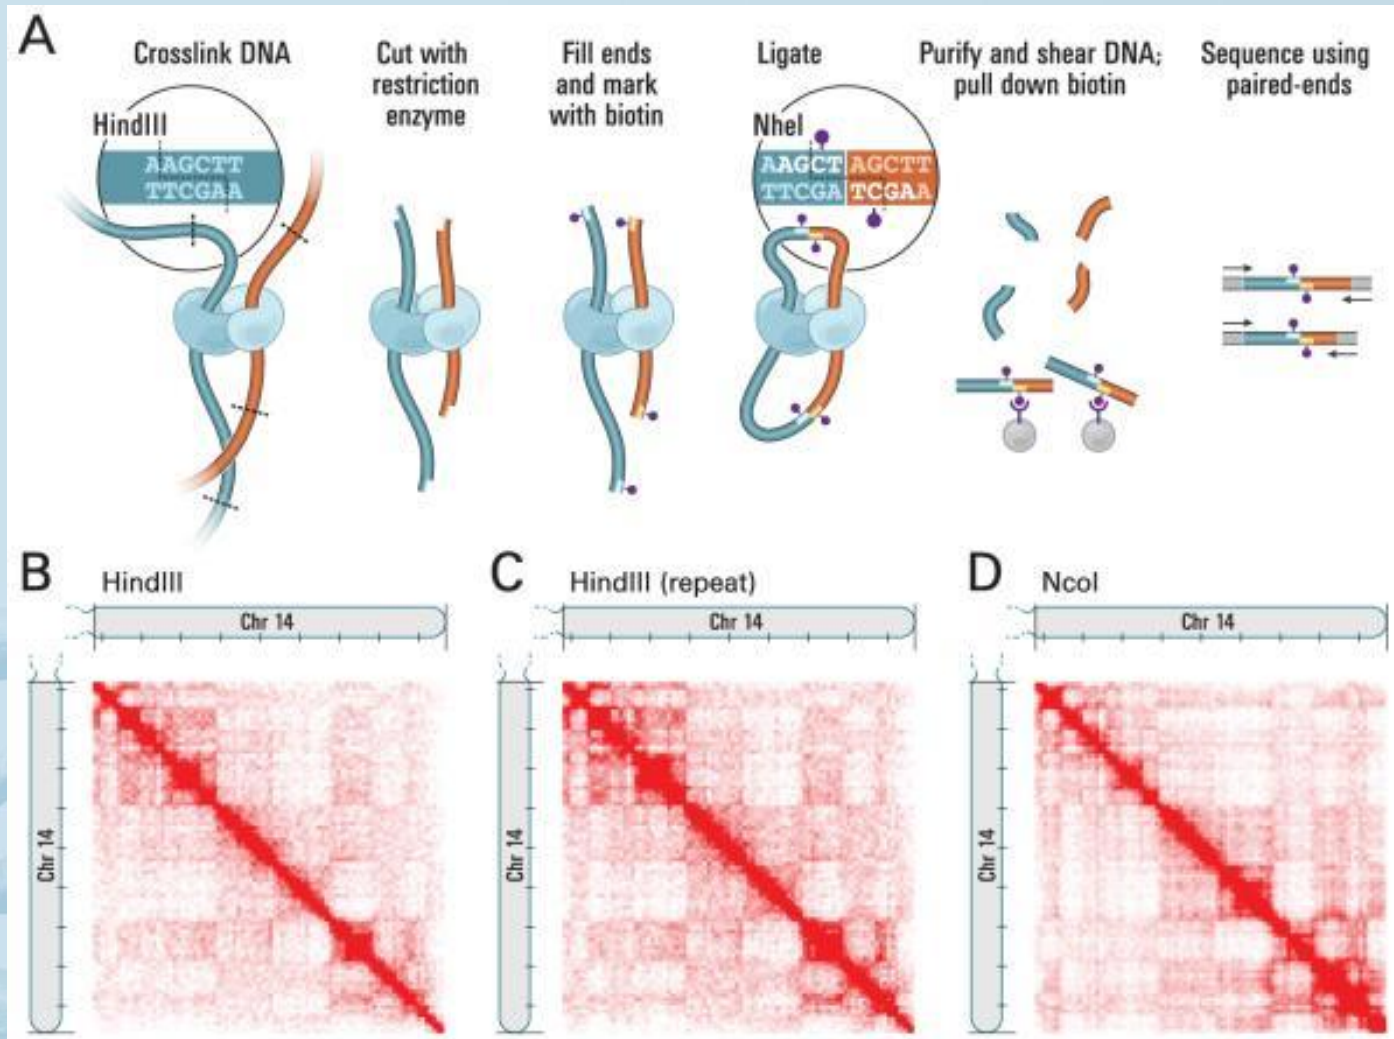 A
Crosslink DNA
HindIII
AAGCTT
TTCGAA
Cut with
restriction
enzyme
Fill ends
and mark
with biotin
Ligate
NheI
AAGCT AGCTT
TTCGA TCGAA
Purify and shear DNA;
pull down biotin
Sequence using
paired-ends
B
HindIII
Chr 14
Chr 14
C
HindIII (repeat)
Chr 14
Chr 14
D
NcoI
Chr 14
Chr 14